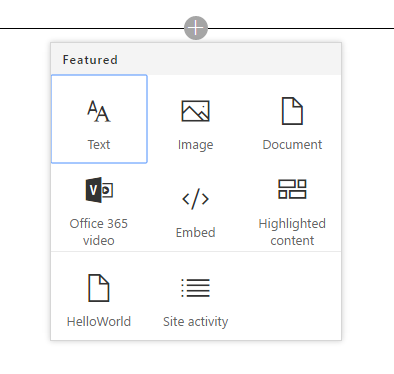 Featured
Text
Image
Document
Office 365
video
Embed
Highlighted
content
HelloWorld
Site activity